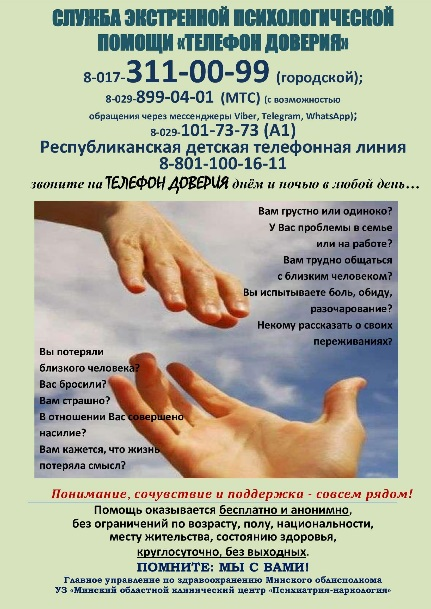 СЛУЖБА ЭКСТРЕННОЙ ПСИХОЛОГИЧЕСКОЙ
ПОМОЩИ «ТЕЛЕФОН ДОВЕРИЯ»
8-017-311-00-99 (городской);
8-029-899-04-01 (МТС) (с возможностью
обращения через мессенджеры Viber, Telegram, WhatsApp);
8-029-101-73-73 (А1)
Республиканская детская телефонная линия
8-801-100-16-11
звоните на ТЕЛЕФОН ДОВЕРИЯ днём и ночью в любой день...
Вам грустно или одиноко?
У Вас проблемы в семье
или на работе?
Вам трудно общаться
с близким человеком?
Вы испытываете боль, обиду,
разочарование?
Некому рассказать о своих
переживаниях?
Вы потеряли
близкого человека?
Вас бросили?
Вам страшно?
В отношении Вас совершено
насилие?
Вам кажется, что жизнь
потеряла смысл?
Понимание, сочувствие и поддержка - совсем рядом!
Помощь оказывается бесплатно и анонимно,
без ограничений по возрасту, полу, национальности,
месту жительства, состоянию здоровья,
круглосуточно, без выходных.
ПОМНИТЕ: МЫ С ВАМИ!
Главное управление по здравоохранению Минского облисполкома
УЗ «Минский областной клинический центр «Психиатрия-наркология»